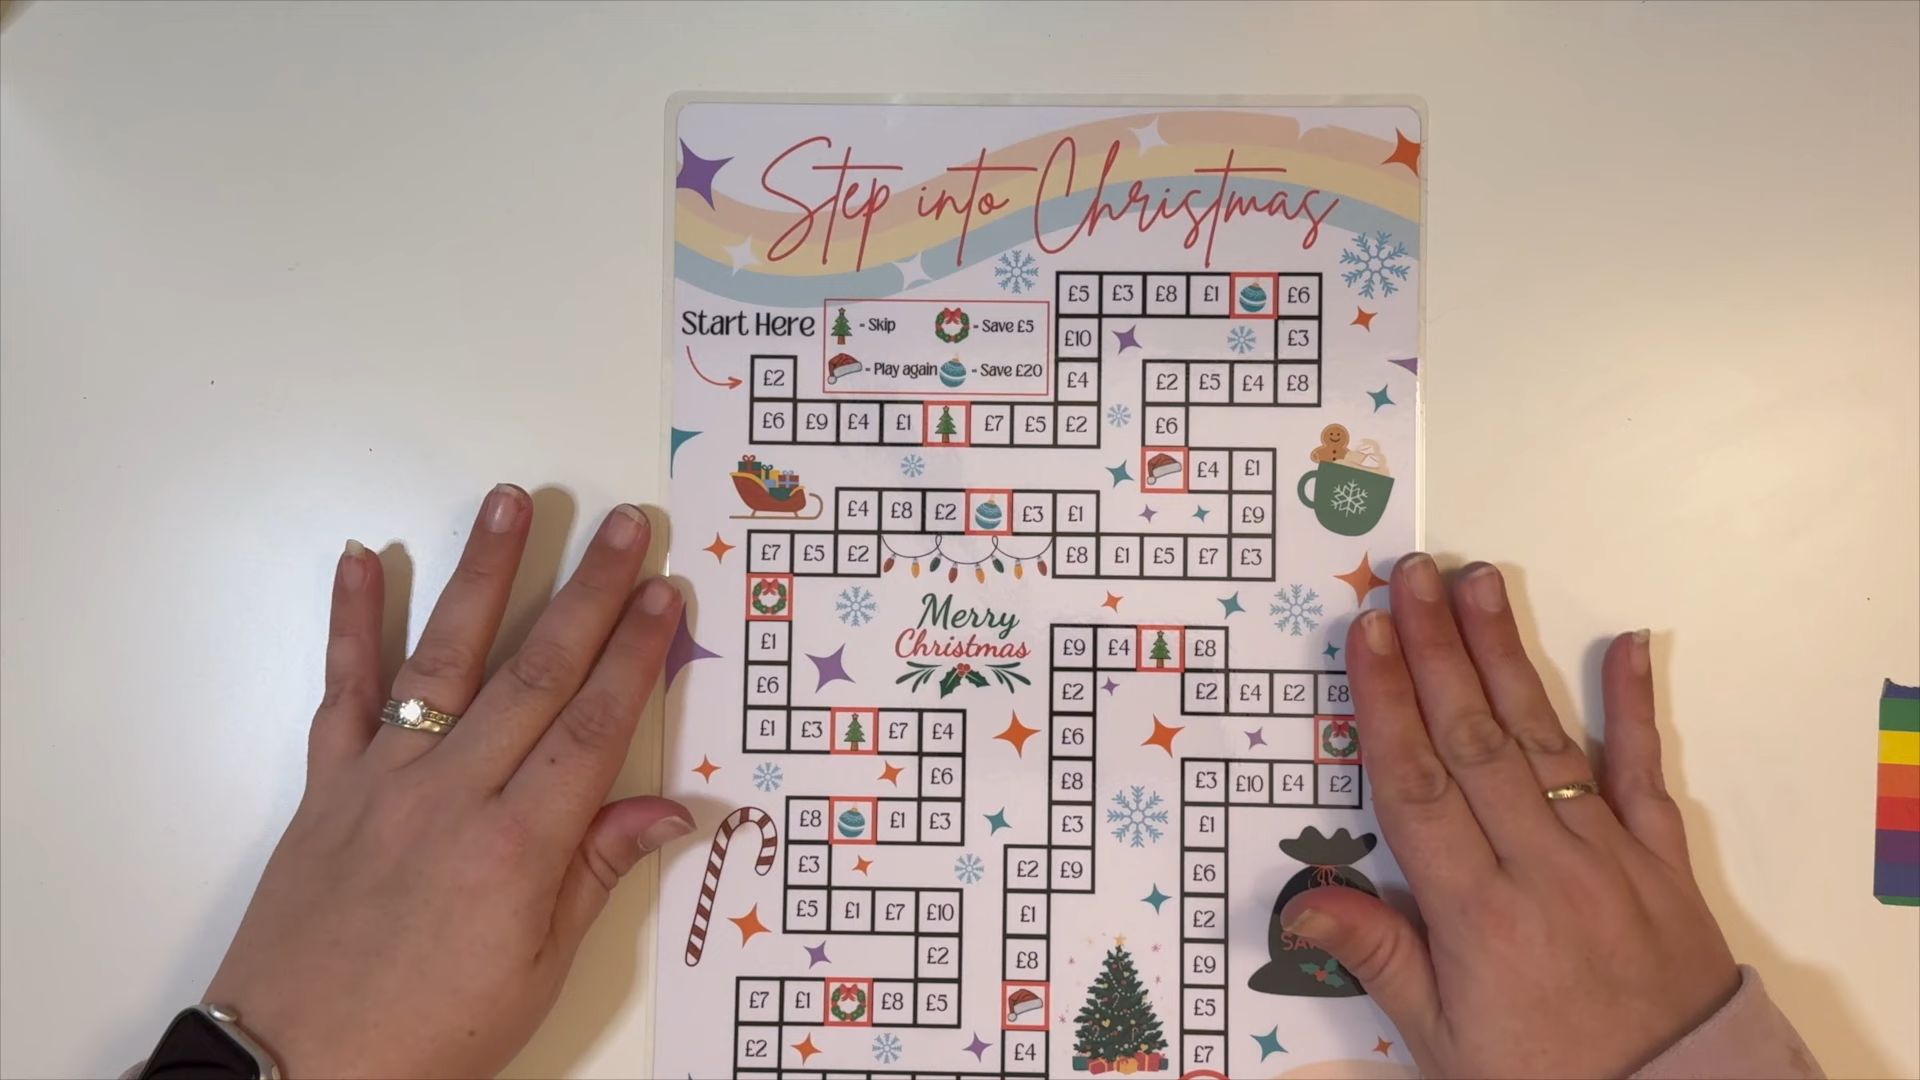 Step into Christmas
£5 £3 £8 £1 £6
Start Here
- Skip - Save £5
£10 £3
- Play again - Save £20
£2 £4 £2 £5 £4 £8
£6 £9 £4 £1 £7 £5 £2 £6
£4 £1
£4 £8 £2 £3 £1 £9
£7 £5 £2 £8 £1 £5 £7 £3
Merry
Christmas
£1 £9 £4 £8
£6 £2 £2 £4 £2 £8
£1 £3 £7 £4 £6
£6 £8 £3 £10 £4 £2
£8 £1 £3 £3 £1
£3 £2 £9 £6
£5 £1 £7 £10 £1 £2
£2 £8 £9
£7 £1 £8 £5 £5
£2 £4 £7